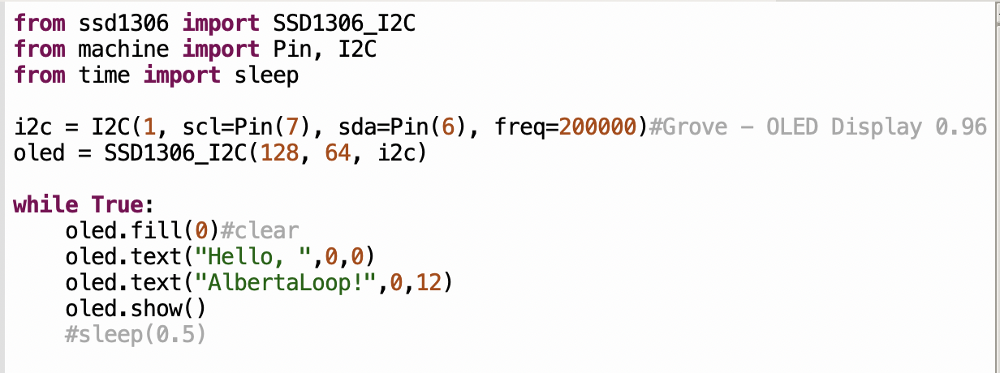 from ssd1306 import SSD1306_I2C
from machine import Pin, I2C
from time import sleep

i2c = I2C(1, scl=Pin(7), sda=Pin(6), freq=200000)#Grove - OLED Display 0.96
oled = SSD1306_I2C(128, 64, i2c)

while True:
    oled.fill(0)#clear
    oled.text("Hello, ",0,0)
    oled.text("AlbertaLoop!",0,12)
    oled.show()
    #sleep(0.5)